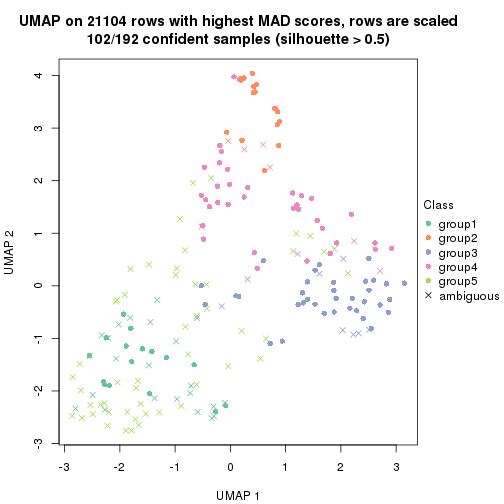 UMAP on 21104 rows with highest MAD scores, rows are scaled
102/192 confident samples (silhouette > 0.5)
4
3
2
1
0
-1
-2
-3
UMAP 2
-3
-2
-1
0
1
2
3
UMAP 1
Class
group1
group2
group3
group4
group5
ambiguous